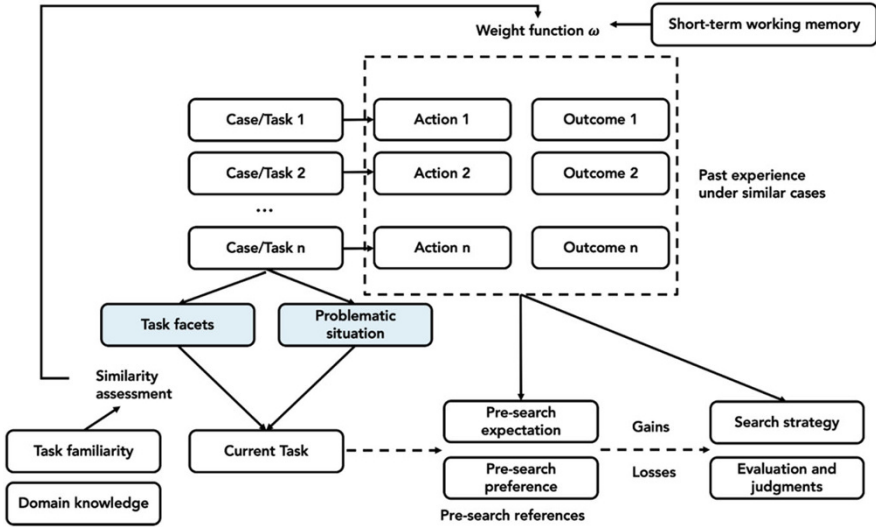 Weight function ω
Short-term working memory
Case/Task 1
Action 1
Outcome 1
Case/Task 2
Action 2
Outcome 2
...
Past experience
under similar cases
Case/Task n
Action n
Outcome n
Task facets
Problematic
situation
Similarity
assessment
Task familiarity
Domain knowledge
Current Task
Pre-search
expectation
Pre-search
preference
Pre-search references
Gains
Losses
Search strategy
Evaluation and
judgments